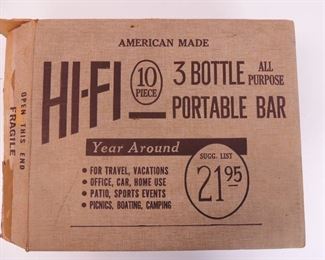 AMERICAN MADE
HI-FI
10
PIECE
3 BOTTLE
ALL
PURPOSE
PORTABLE BAR
Year Around
• FOR TRAVEL, VACATIONS
• OFFICE, CAR, HOME USE
• PATIO, SPORTS EVENTS
• PICNICS, BOATING, CAMPING
SUGG. LIST
21.95
OPEN THIS END
FRAGILE